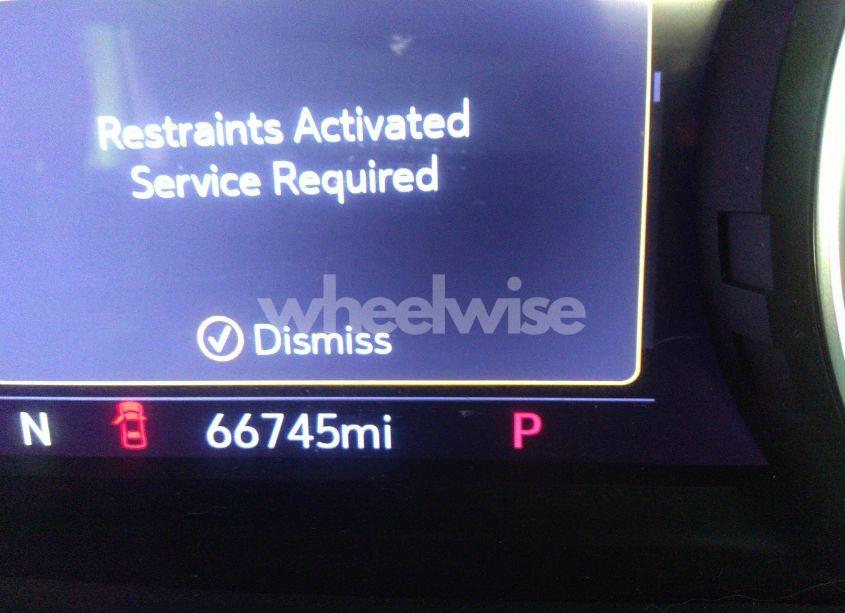 Restraints Activated
Service Required
wheelwise
Dismiss
N 66745mi P